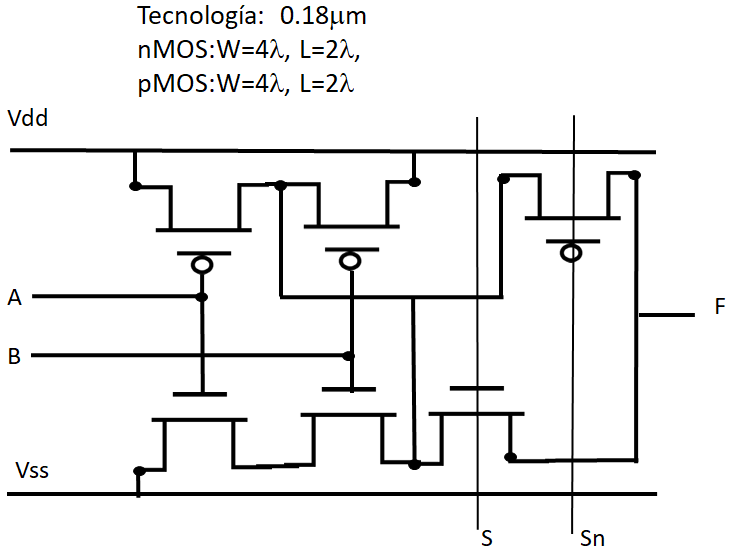 Tecnología: 0.18μm
nMOS:W=4λ, L=2λ,
pMOS:W=4λ, L=2λ
Vdd
A
F
B
Vss
S
Sn